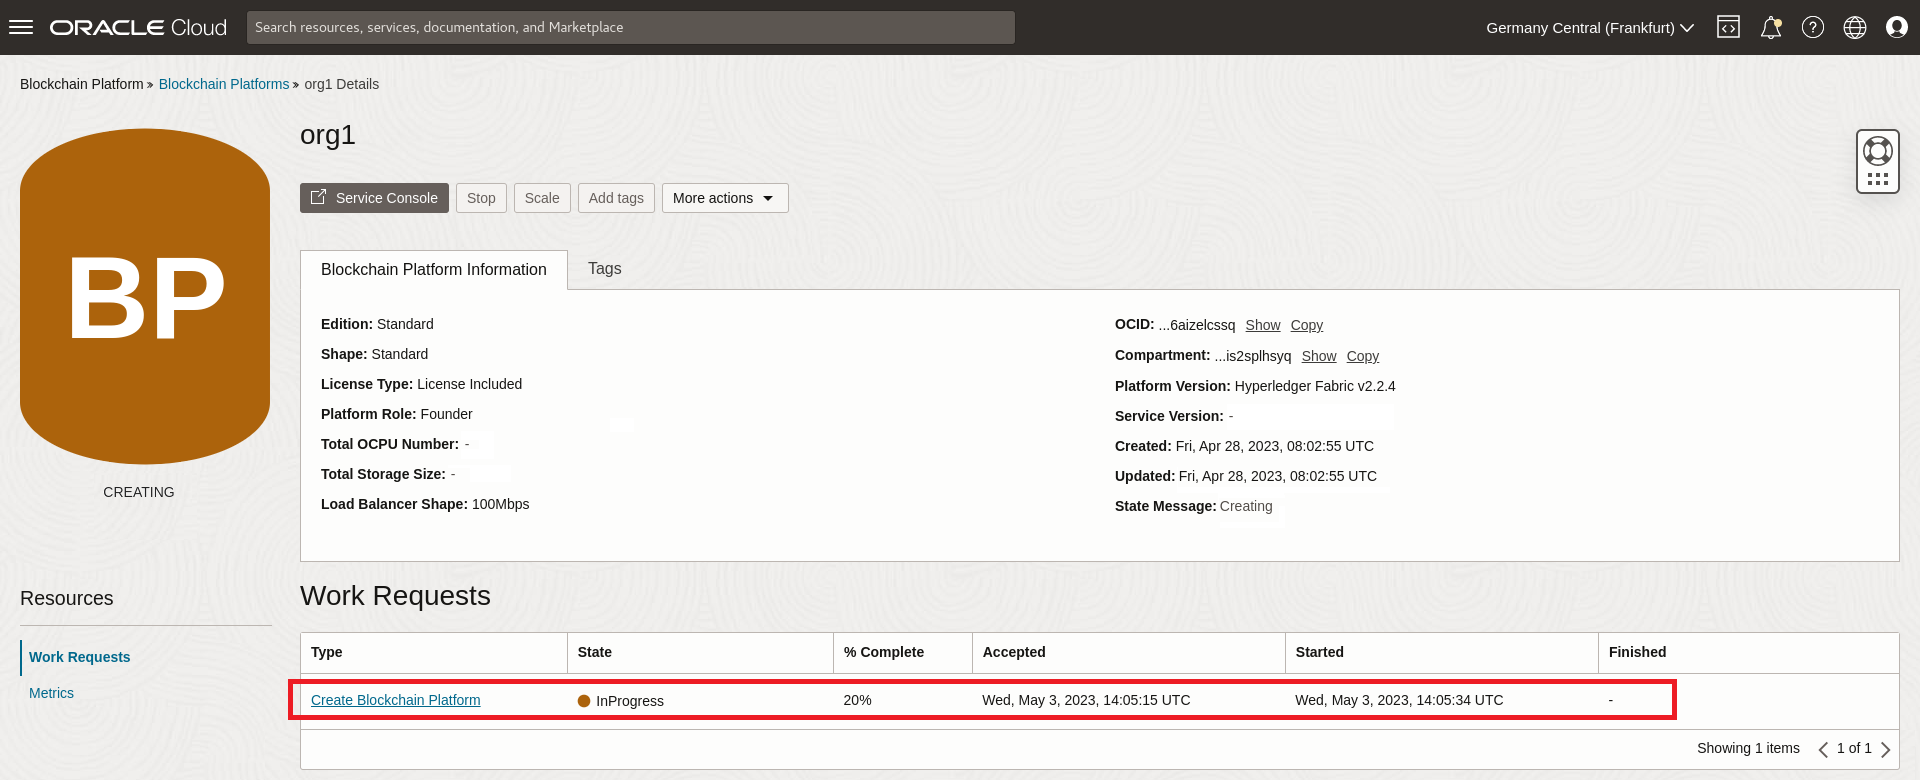 ORACLE Cloud
Search resources, services, documentation, and Marketplace
Germany Central (Frankfurt)
Blockchain Platform » Blockchain Platforms » org1 Details
BP
CREATING
org1
Service Console
Stop
Scale
Add tags
More actions
Blockchain Platform Information
Tags
Edition: Standard
Shape: Standard
License Type: License Included
Platform Role: Founder
Total OCPU Number: -
Total Storage Size: -
Load Balancer Shape: 100Mbps
OCID: ...6aizelcssq Show Copy
Compartment: ...is2splhsyq Show Copy
Platform Version: Hyperledger Fabric v2.2.4
Service Version: -
Created: Fri, Apr 28, 2023, 08:02:55 UTC
Updated: Fri, Apr 28, 2023, 08:02:55 UTC
State Message: Creating
Resources
Work Requests
Metrics
Work Requests
Type State % Complete Accepted Started Finished
Create Blockchain Platform InProgress 20% Wed, May 3, 2023, 14:05:15 UTC Wed, May 3, 2023, 14:05:34 UTC -
Showing 1 items 1 of 1